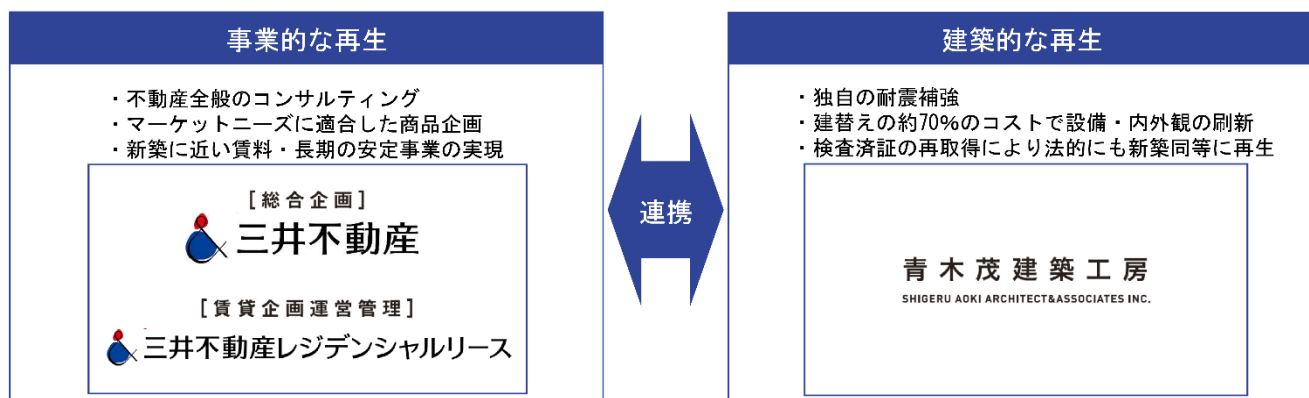 事業的な再生
・不動産全般のコンサルティング
・マーケットニーズに適合した商品企画
・新築に近い賃料・長期の安定事業の実現
[総合企画]
三井不動産
[賃貸企画運営管理]
三井不動産レジデンシャルリース
連携
建築的な再生
・独自の耐震補強
・建替えの約70%のコストで設備・内外観の刷新
・検査済証の再取得により法的にも新築同等に再生
青木茂建築工房
SHIGERU AOKI ARCHITECT&ASSOCIATES INC.